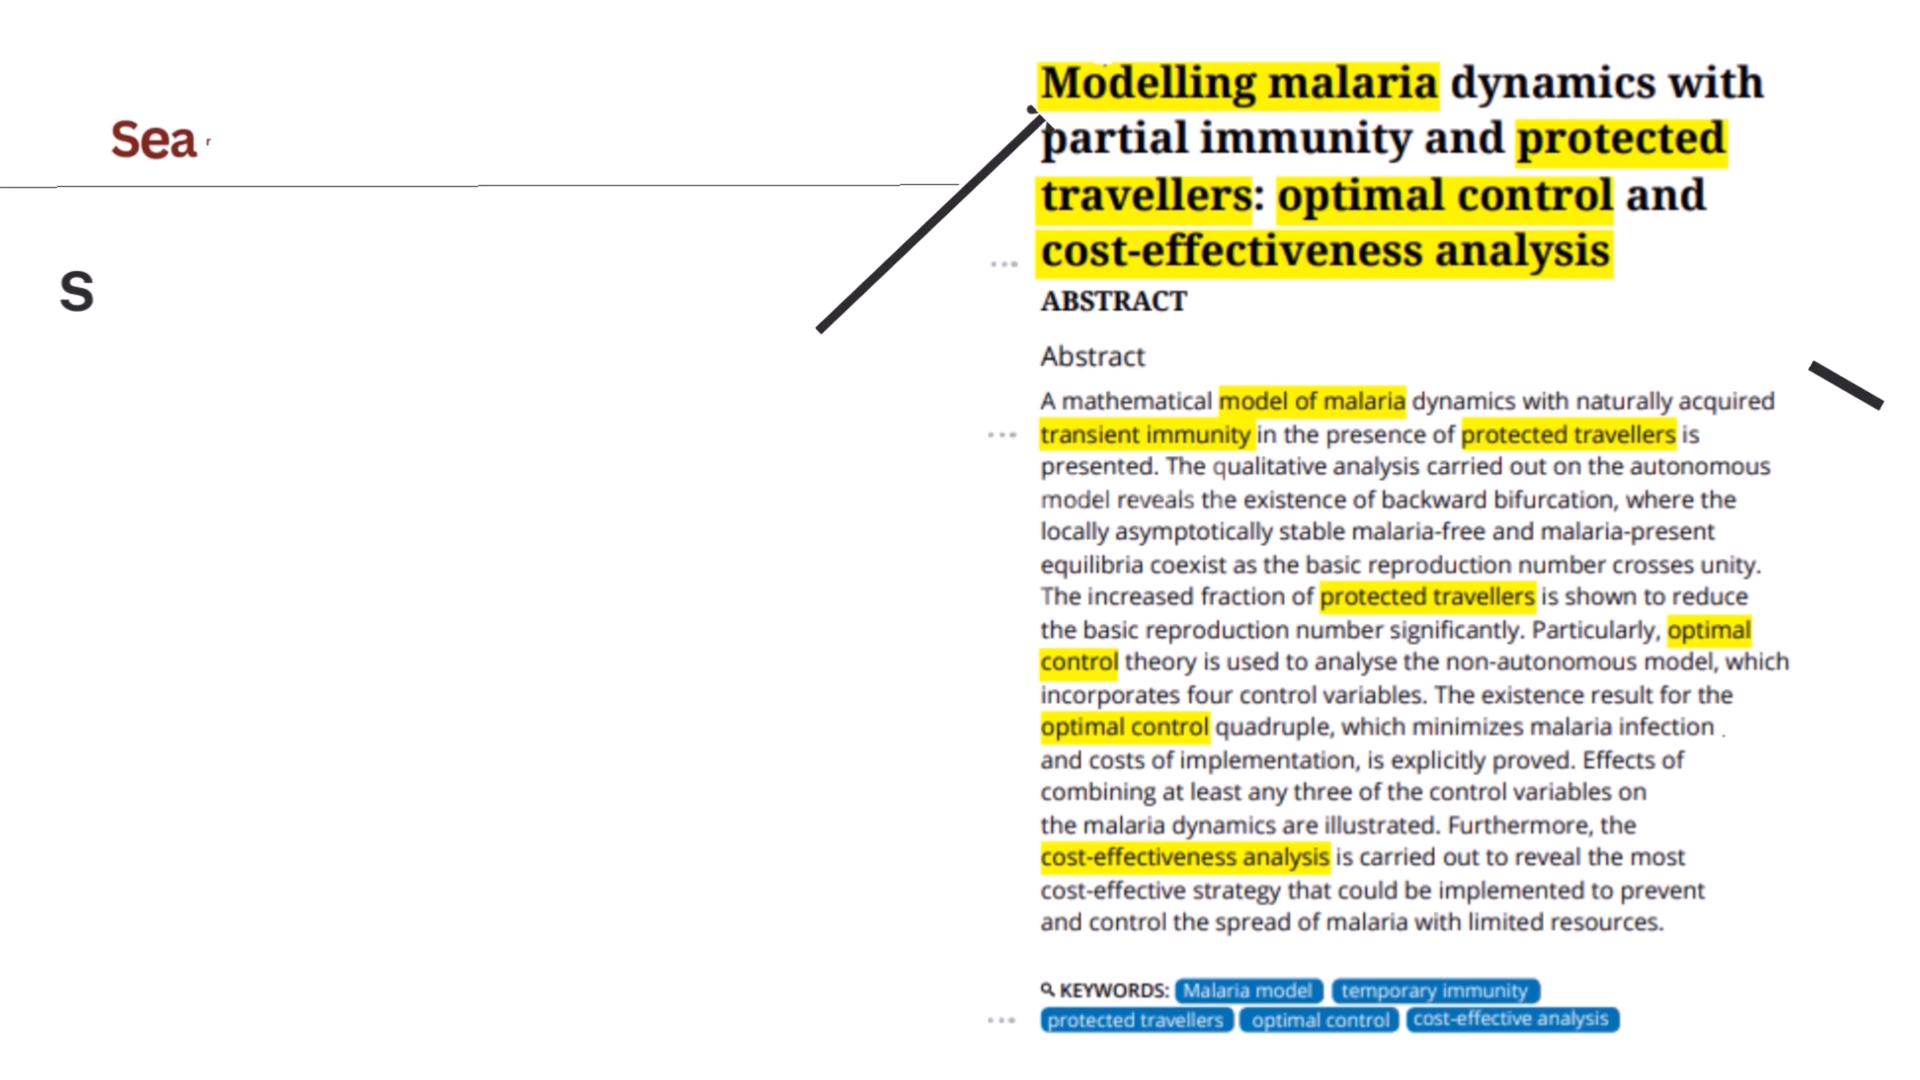 Sea r
S
Modelling malaria dynamics with
partial immunity and protected
travellers: optimal control and
cost-effectiveness analysis
ABSTRACT
Abstract
A mathematical model of malaria dynamics with naturally acquired
transient immunity in the presence of protected travellers is
presented. The qualitative analysis carried out on the autonomous
model reveals the existence of backward bifurcation, where the
locally asymptotically stable malaria-free and malaria-present
equilibria coexist as the basic reproduction number crosses unity.
The increased fraction of protected travellers is shown to reduce
the basic reproduction number significantly. Particularly, optimal
control theory is used to analyse the non-autonomous model, which
incorporates four control variables. The existence result for the
optimal control quadruple, which minimizes malaria infection .
and costs of implementation, is explicitly proved. Effects of
combining at least any three of the control variables on
the malaria dynamics are illustrated. Furthermore, the
cost-effectiveness analysis is carried out to reveal the most
cost-effective strategy that could be implemented to prevent
and control the spread of malaria with limited resources.
KEYWORDS: Malaria model temporary immunity
protected travellers optimal control cost-effective analysis